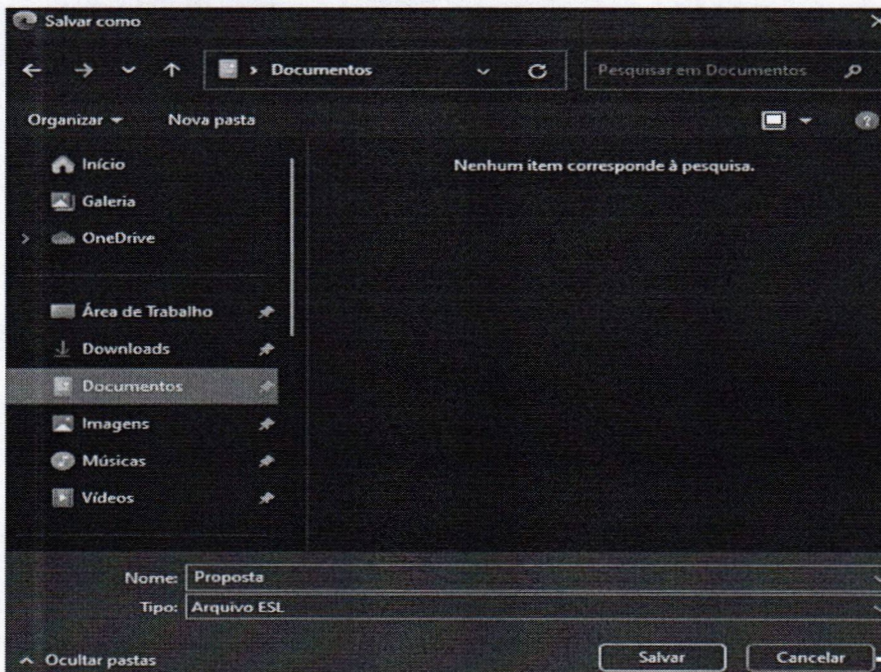 Salvar como
Documentos
Pesquisar em Documentos
Organizar
Nova pasta
Início
Nenhum item corresponde à pesquisa.
Galeria
OneDrive
Área de Trabalho
Downloads
Documentos
Imagens
Músicas
Vídeos
Nome: Proposta
Tipo: Arquivo ESL
Ocultar pastas
Salvar
Cancelar